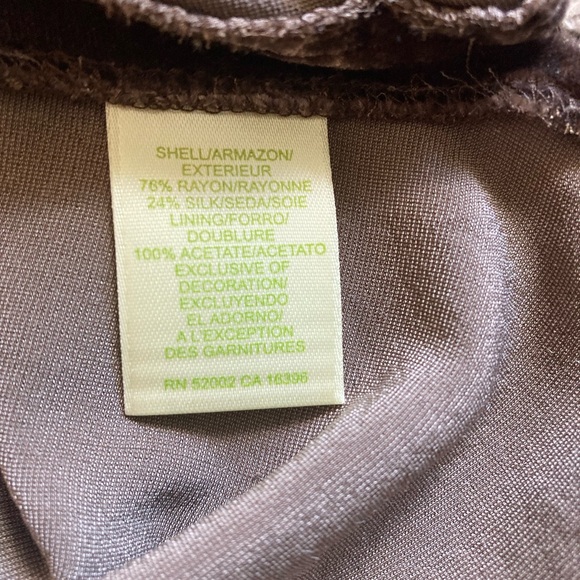 SHELL/ARMAZON/
EXTERIEUR
76% RAYON/RAYONNE
24% SILK/SEDA/SOIE
LINING/FORRO/
DOUBLURE
100% ACETATE/ACETATO
EXCLUSIVE OF
DECORATION/
EXCLUYENDO
EL ADORNO/
A L'EXCEPTION
DES GARNITURES
RN 52002 CA 16396